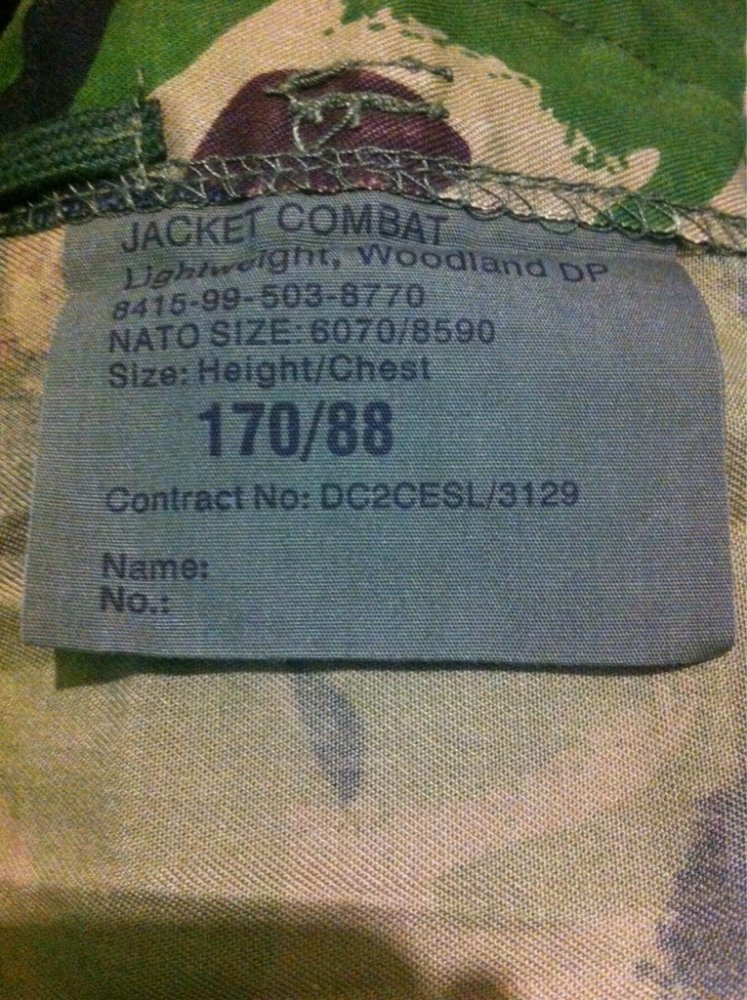 JACKET COMBAT
Lightweight, Woodland DP
8415-99-503-8770
NATO SIZE: 6070/8590
Size: Height/Chest
170/88
Contract No: DC2CESL/3129
Name:
No.: